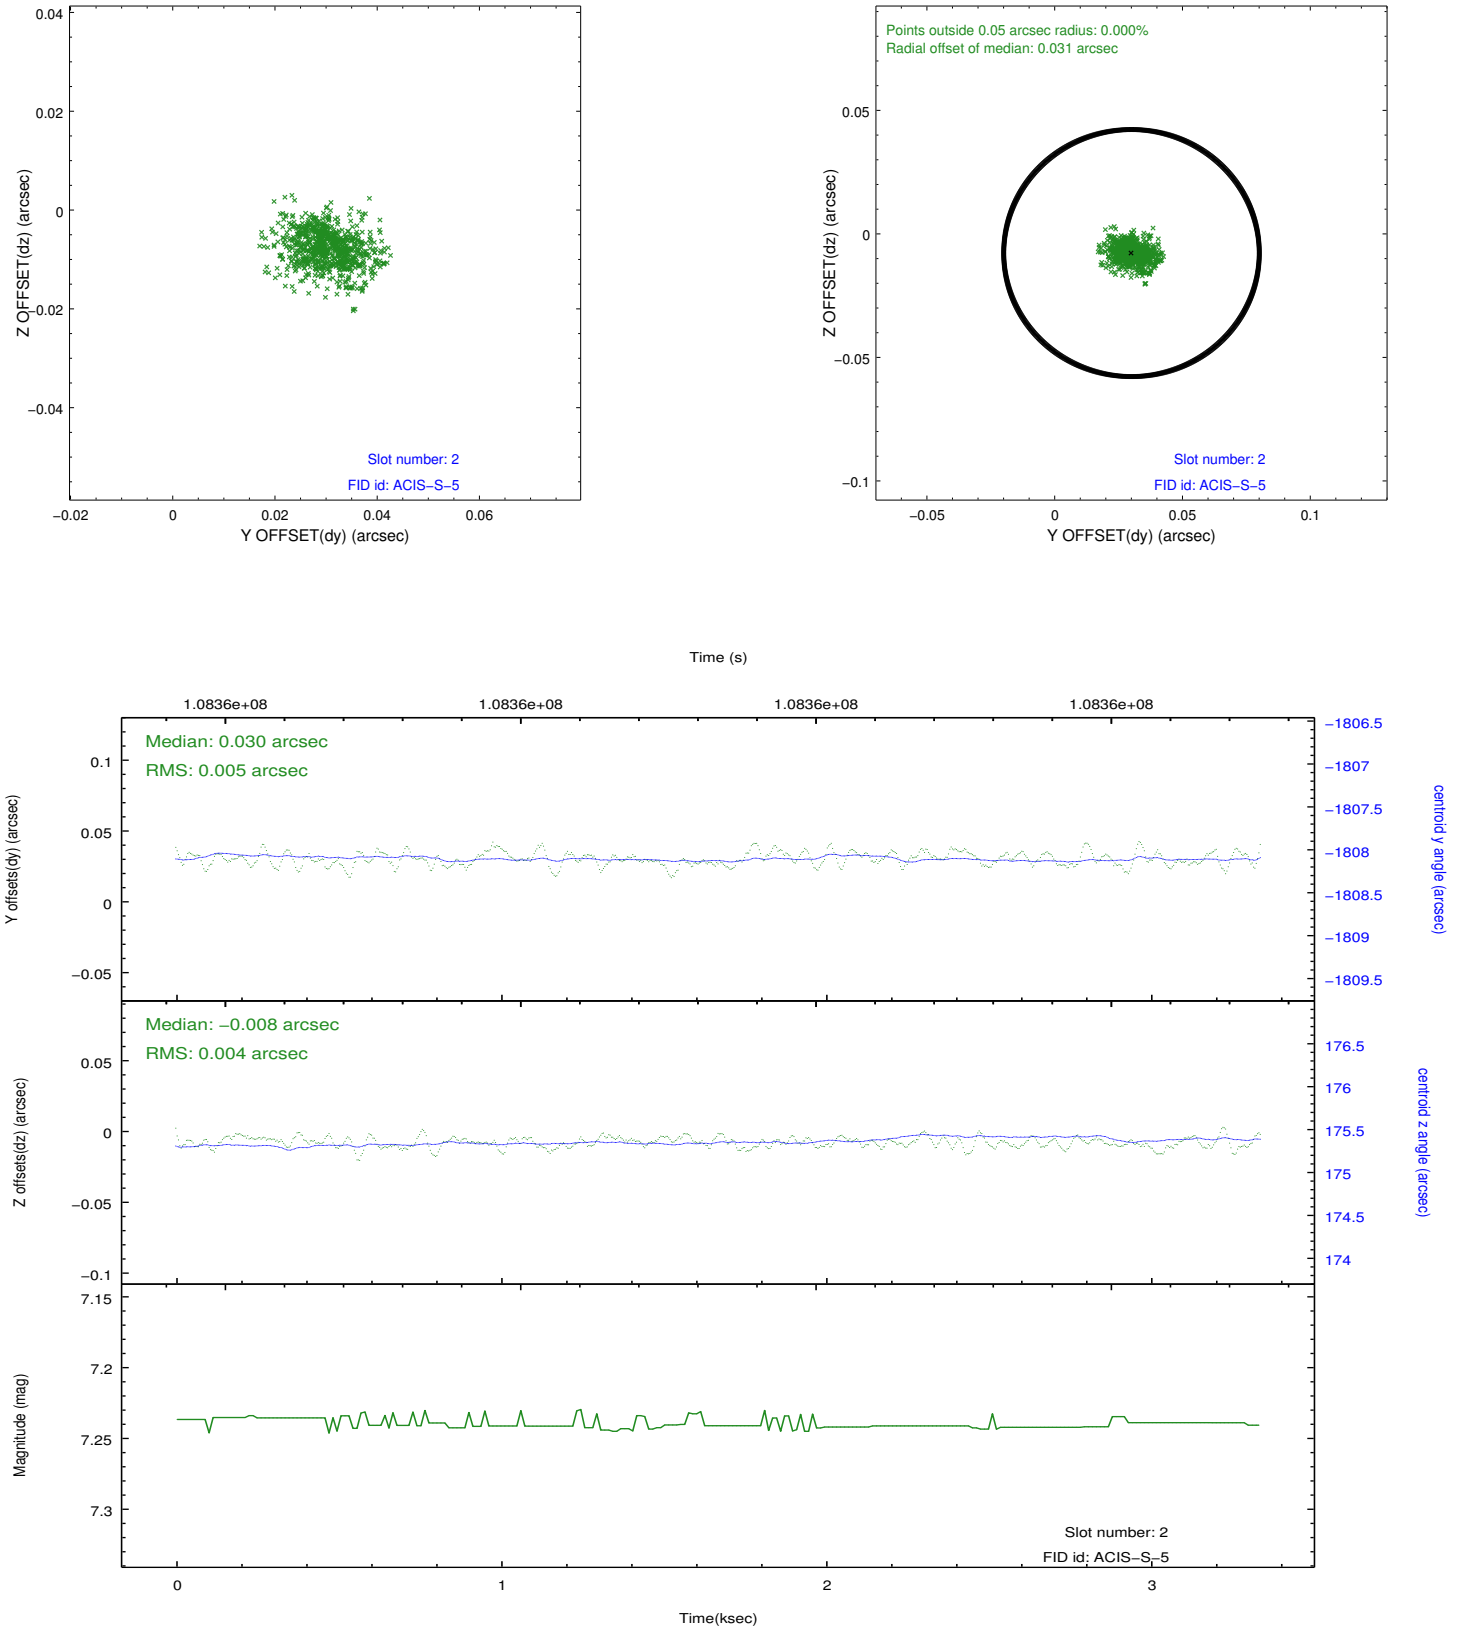 0.04
0.02
0
−0.02
−0.04
Z OFFSET(dz) (arcsec)
Slot number: 2
FID id: ACIS−S−5
−0.02 0 0.02 0.04 0.06
Y OFFSET(dy) (arcsec)
Points outside 0.05 arcsec radius: 0.000%
Radial offset of median: 0.031 arcsec
0.05
0
−0.05
−0.1
Z OFFSET(dz) (arcsec)
Slot number: 2
FID id: ACIS−S−5
−0.05 0 0.05 0.1
Y OFFSET(dy) (arcsec)
Time (s)
1.0836e+08 1.0836e+08 1.0836e+08 1.0836e+08
Median: 0.030 arcsec
RMS: 0.005 arcsec
0.1
0.05
0
−0.05
Y offsets(dy) (arcsec)
−1806.5
−1807
−1807.5
−1808
−1808.5
−1809
−1809.5
centroid y angle (arcsec)
Median: −0.008 arcsec
RMS: 0.004 arcsec
0.05
0
−0.05
−0.1
Z offsets(dz) (arcsec)
176.5
176
175.5
175
174.5
174
centroid z angle (arcsec)
7.15
7.2
7.25
7.3
Magnitude (mag)
Slot number: 2
FID id: ACIS−S−5
0 1 2 3
Time(ksec)